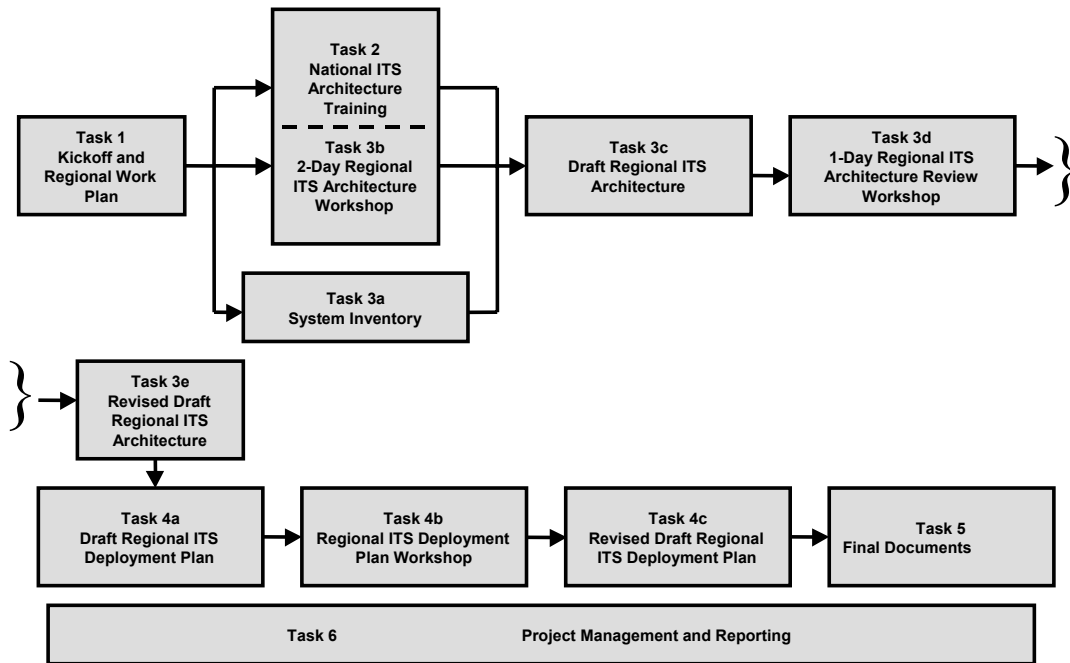 Task 1
Kickoff and
Regional Work
Plan
Task 2
National ITS
Architecture
Training
Task 3b
2-Day Regional
ITS Architecture
Workshop
Task 3a
System Inventory
Task 3c
Draft Regional ITS
Architecture
Task 3d
1-Day Regional ITS
Architecture Review
Workshop
}
}
Task 3e
Revised Draft
Regional ITS
Architecture
Task 4a
Draft Regional ITS
Deployment Plan
Task 4b
Regional ITS Deployment
Plan Workshop
Task 4c
Revised Draft Regional
ITS Deployment Plan
Task 5
Final Documents
Task 6 Project Management and Reporting